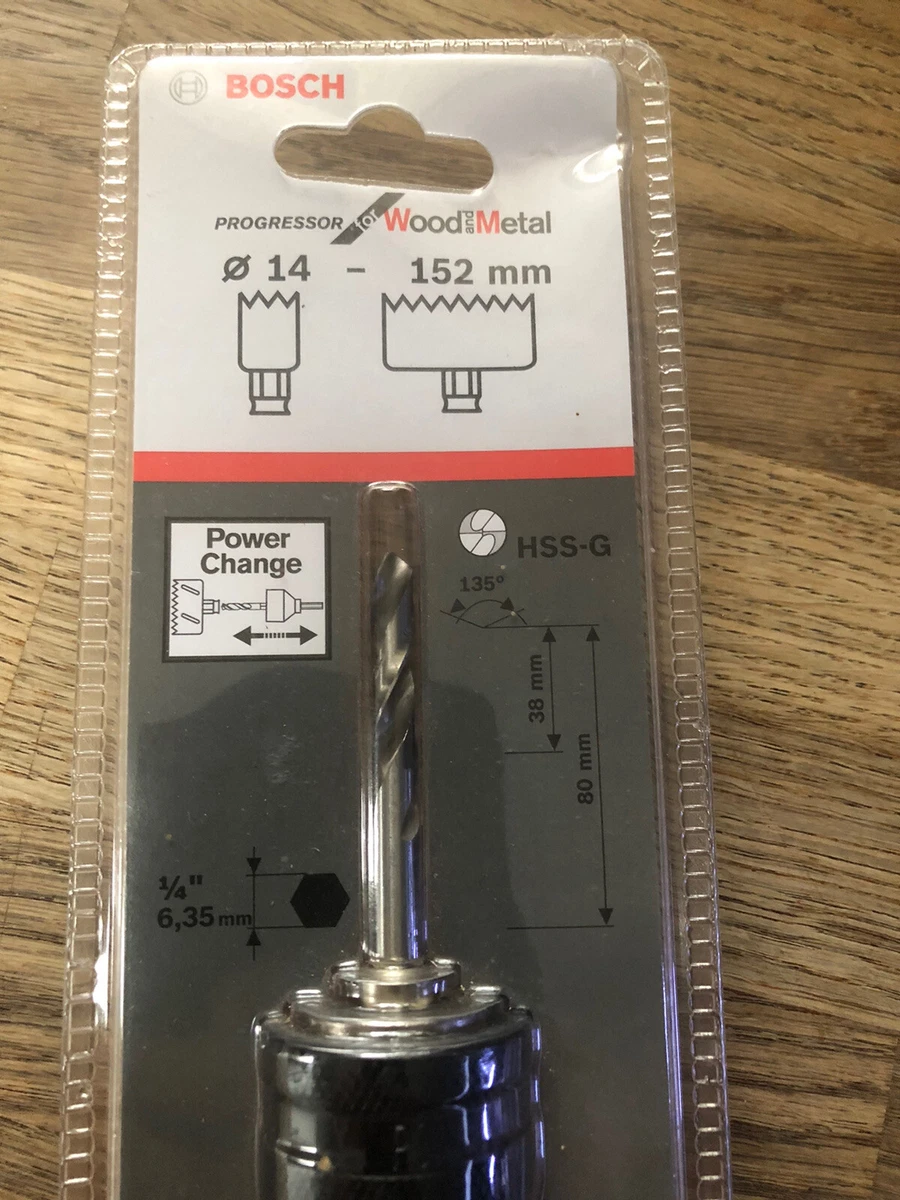 BOSCH
PROGRESSOR for Wood and Metal
Ø 14 – 152 mm
Power
Change
HSS-G
135°
38 mm
80 mm
¼"
6,35 mm